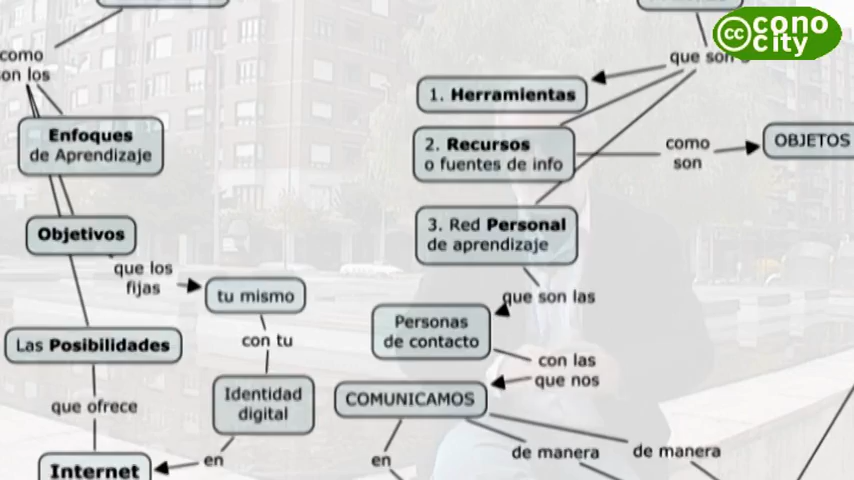 cc cono
city
como
on los
Enfoques
de Aprendizaje
Objetivos
que los
fijas
tu mismo
con tu
Las Posibilidades
que ofrece
Identidad
digital
en
Internet
que son
1. Herramientas
2. Recursos
o fuentes de info
como
son
OBJETOS
3. Red Personal
de aprendizaje
que son las
Personas
de contacto
con las
que nos
COMUNICAMOS
en
de manera
de manera